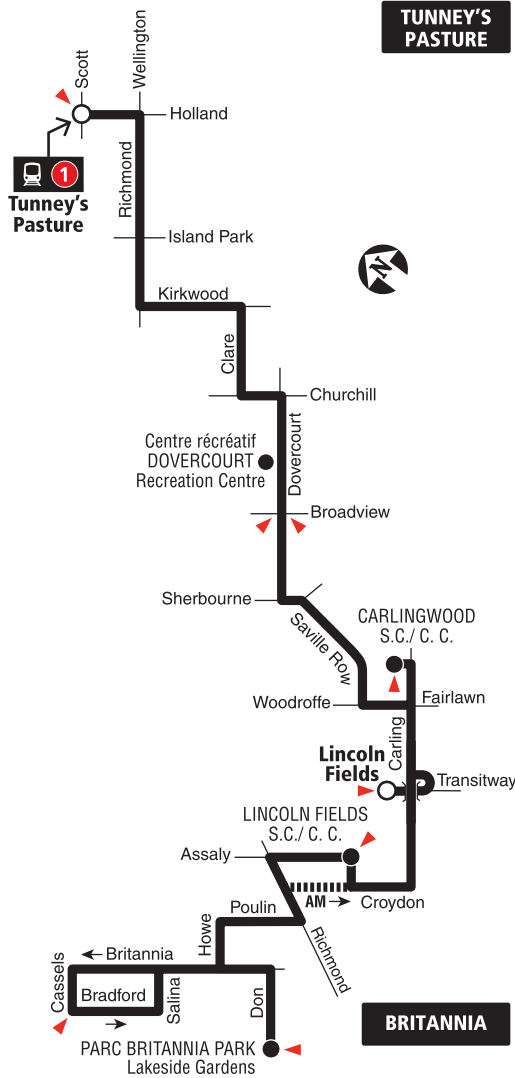 TUNNEY'S
PASTURE
Scott
Wellington
Holland
1
Tunney's
Pasture
Richmond
Island Park
N
Kirkwood
Clare
Churchill
Centre récréatif
DOVERCOURT
Recreation Centre
Dovercourt
Broadview
Sherbourne
Saville Row
CARLINGWOOD
S.C./ C. C.
Woodroffe
Fairlawn
Carling
Lincoln
Fields
Transitway
LINCOLN FIELDS
S.C./ C. C.
Assaly
AM
Croydon
Poulin
Howe
Richmond
Britannia
Cassels
Bradford
Salina
Don
BRITANNIA
PARC BRITANNIA PARK
Lakeside Gardens